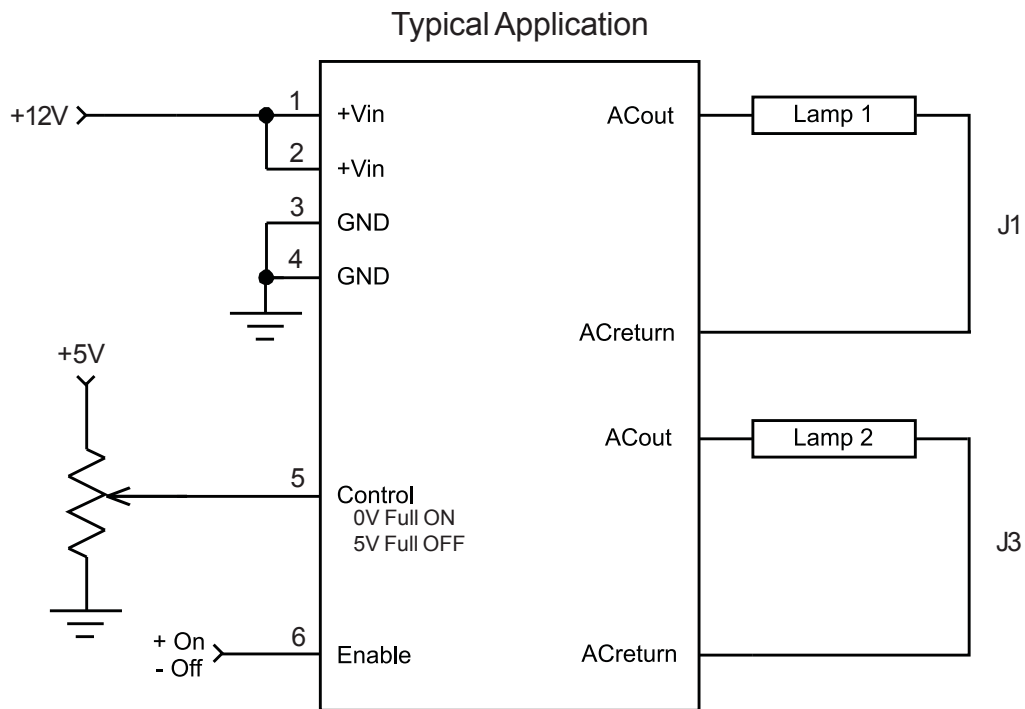 Typical Application
+12V
1
+Vin
2
+Vin
3
GND
4
GND
+5V
5
Control
0V Full ON
5V Full OFF
+ On
- Off
6
Enable
ACout
Lamp 1
J1
ACreturn
ACout
Lamp 2
J3
ACreturn